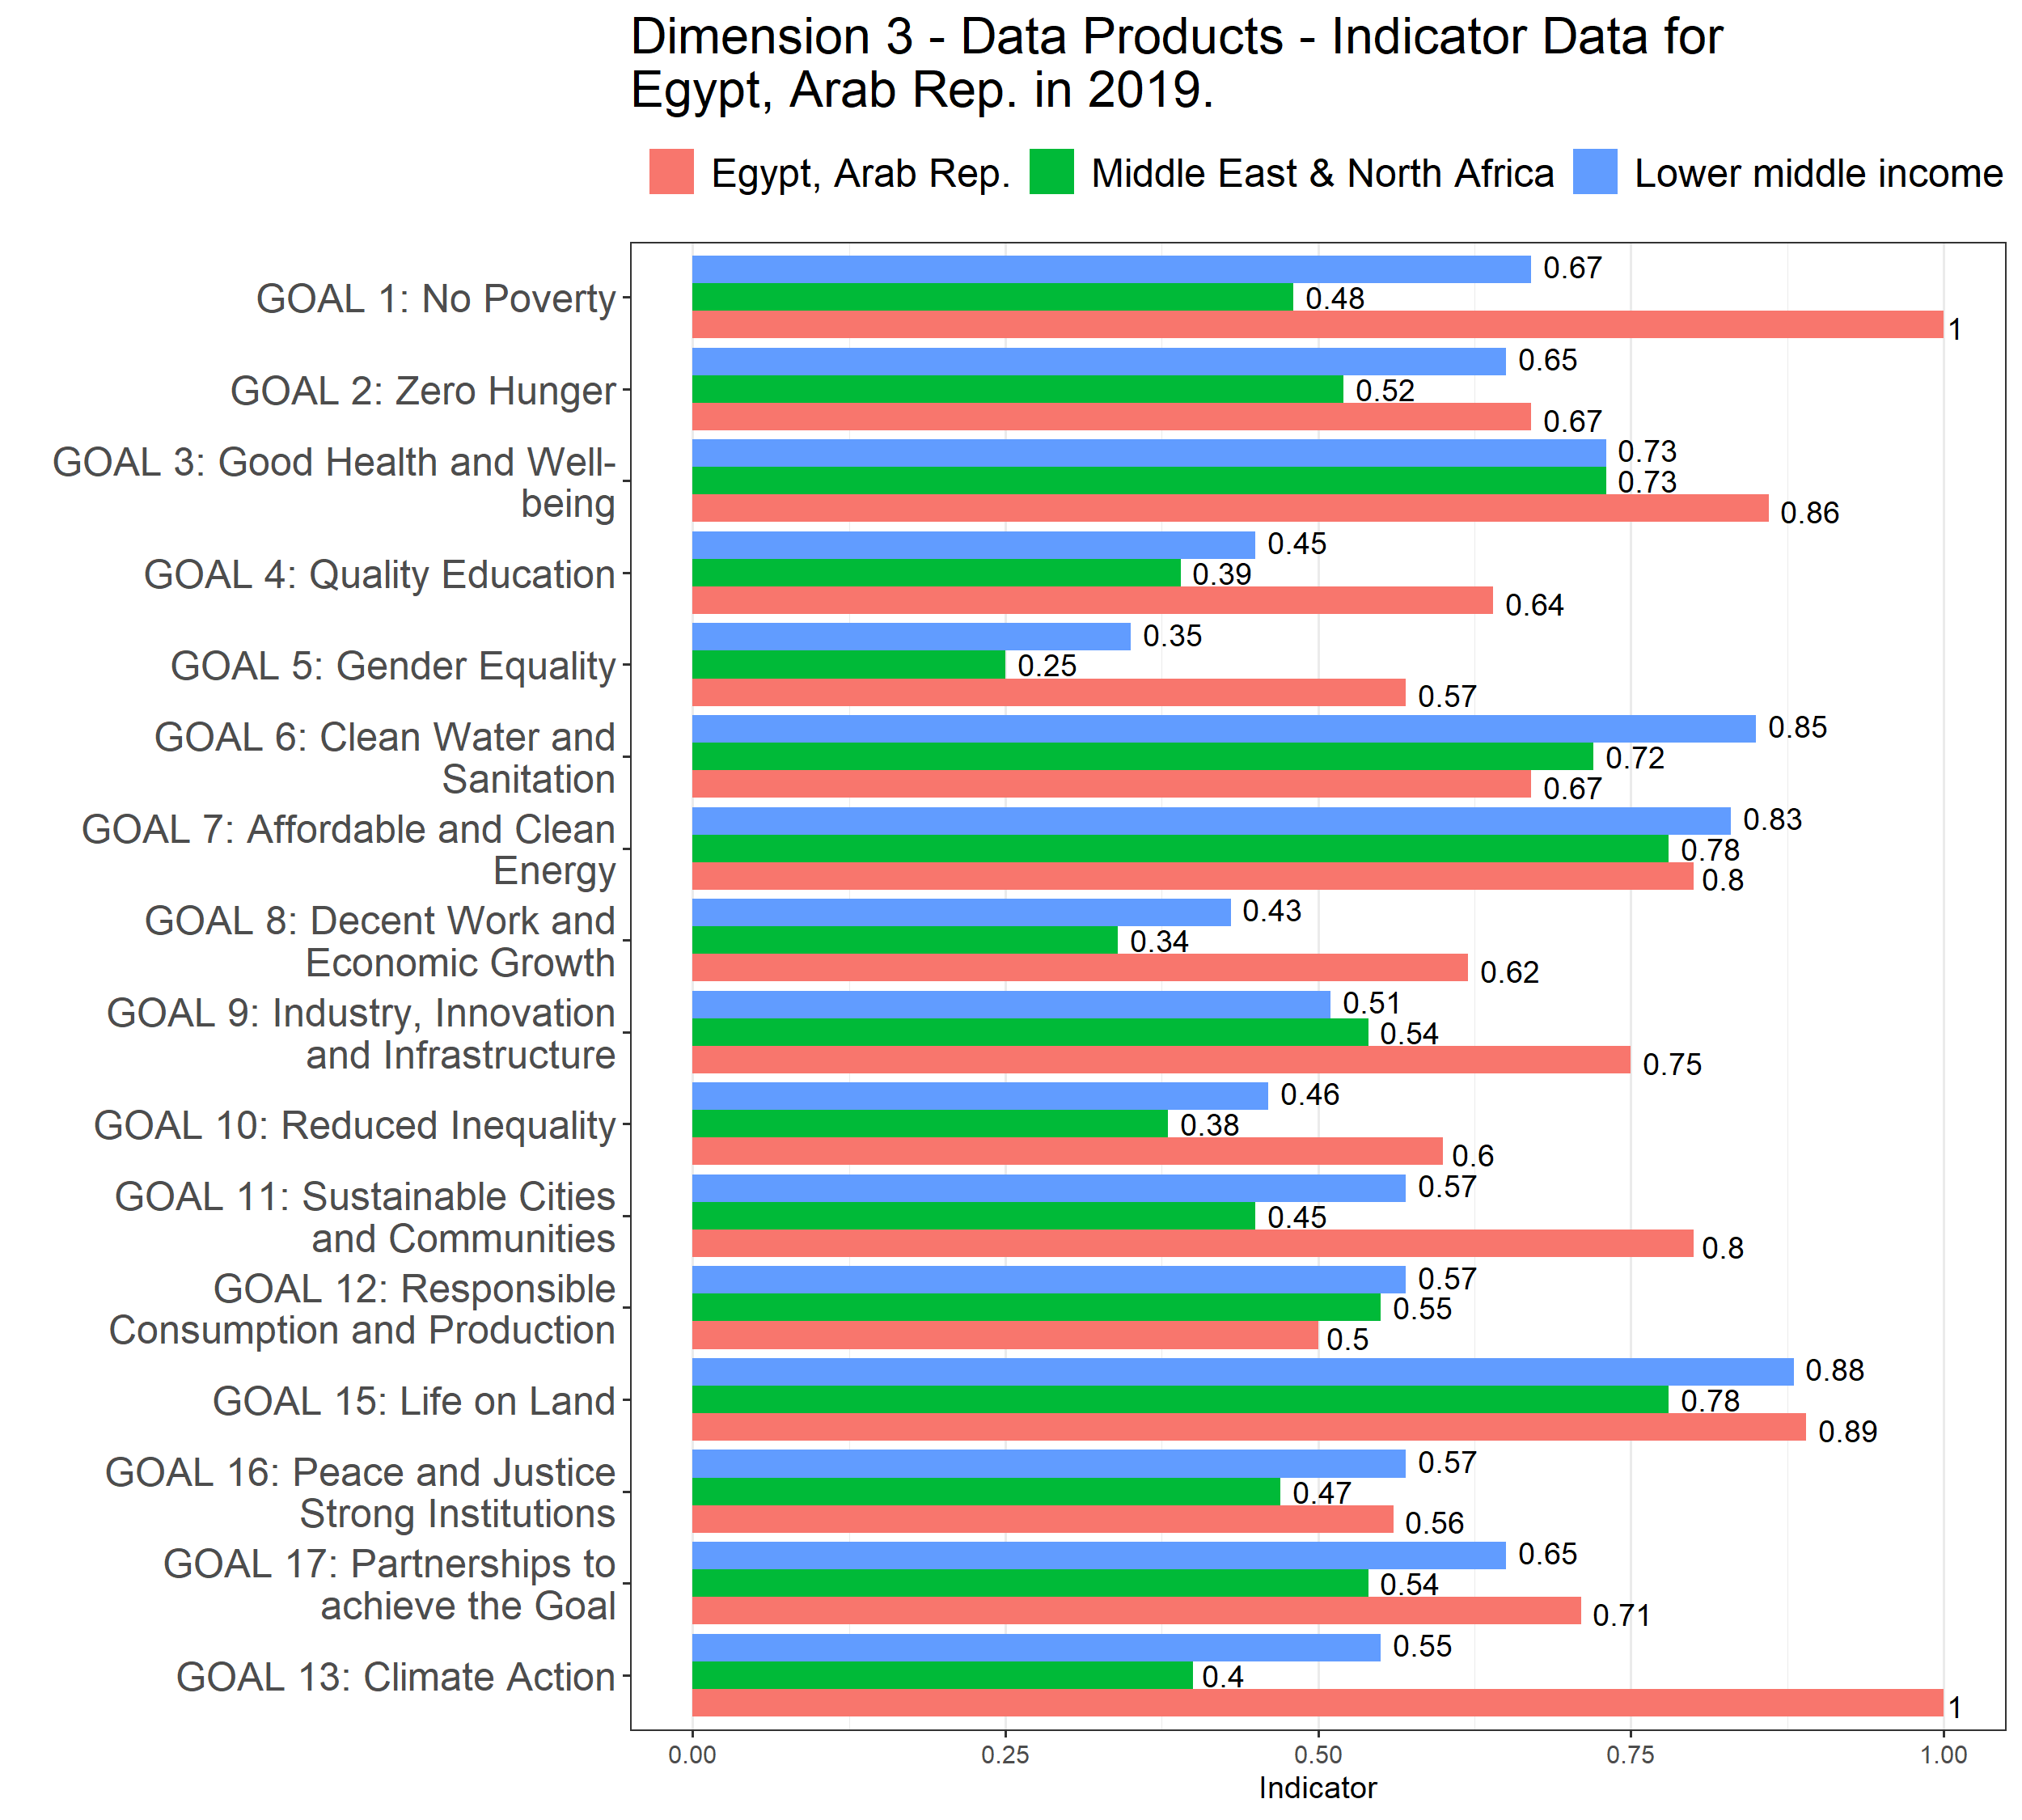 Dimension 3 - Data Products - Indicator Data for
Egypt, Arab Rep. in 2019.
Egypt, Arab Rep. Middle East & North Africa Lower middle income
GOAL 1: No Poverty
0.67
0.48
1
GOAL 2: Zero Hunger
0.65
0.52
0.67
GOAL 3: Good Health and Well-
being
0.73
0.73
0.86
GOAL 4: Quality Education
0.45
0.39
0.64
GOAL 5: Gender Equality
0.35
0.25
0.57
GOAL 6: Clean Water and
Sanitation
0.85
0.72
0.67
GOAL 7: Affordable and Clean
Energy
0.83
0.78
0.8
GOAL 8: Decent Work and
Economic Growth
0.43
0.34
0.62
GOAL 9: Industry, Innovation
and Infrastructure
0.51
0.54
0.75
GOAL 10: Reduced Inequality
0.46
0.38
0.6
GOAL 11: Sustainable Cities
and Communities
0.57
0.45
0.8
GOAL 12: Responsible
Consumption and Production
0.57
0.55
0.5
GOAL 15: Life on Land
0.88
0.78
0.89
GOAL 16: Peace and Justice
Strong Institutions
0.57
0.47
0.56
GOAL 17: Partnerships to
achieve the Goal
0.65
0.54
0.71
GOAL 13: Climate Action
0.55
0.4
1
0.00 0.25 0.50 0.75 1.00
Indicator